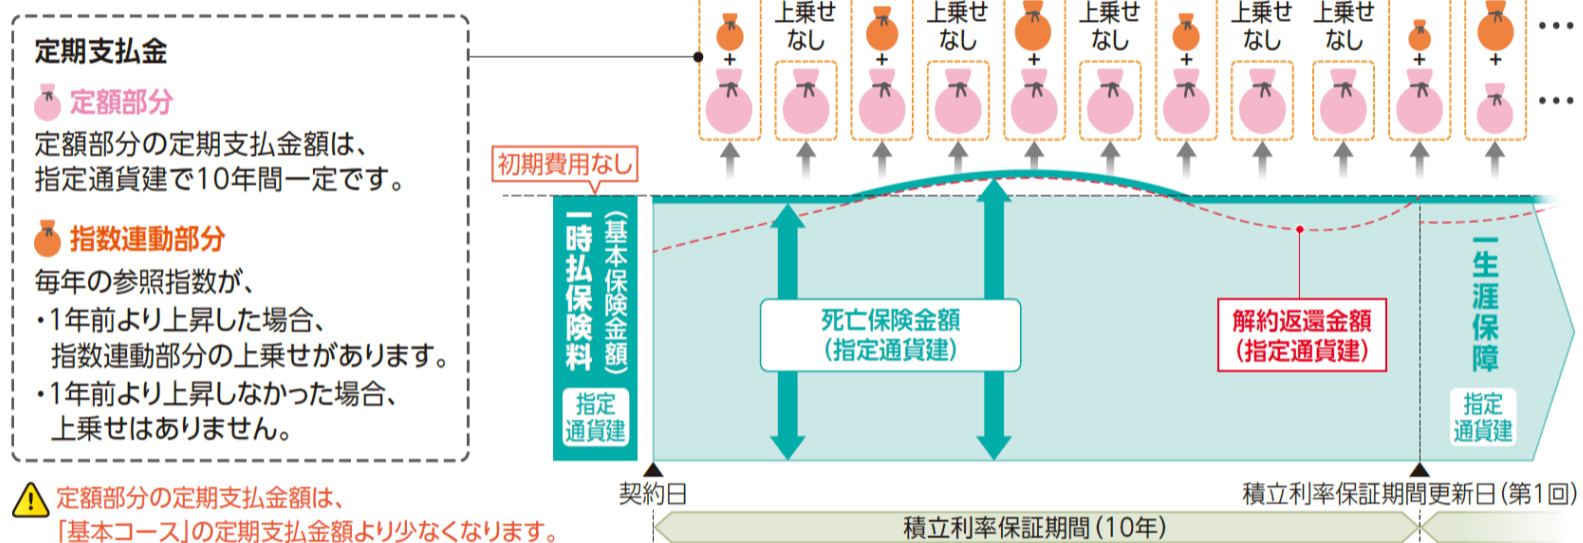 定期支払金
定額部分
定額部分の定期支払金額は、
指定通貨建で10年間一定です。
指数連動部分
毎年の参照指数が、
・1年前より上昇した場合、
指数連動部分の上乗せがあります。
・1年前より上昇しなかった場合、
上乗せはありません。
定額部分の定期支払金額は、
「基本コース」の定期支払金額より少なくなります。
+
上乗せ
なし
+
上乗せ
なし
+
上乗せ
なし
+
上乗せ
なし
上乗せ
なし
+
+
…
…
初期費用なし
一時払保険料
（基本保険金額）
指定
通貨建
死亡保険金額
（指定通貨建）
解約返還金額
（指定通貨建）
一生涯保障
指定
通貨建
契約日
積立利率保証期間更新日（第1回）
積立利率保証期間（10年）